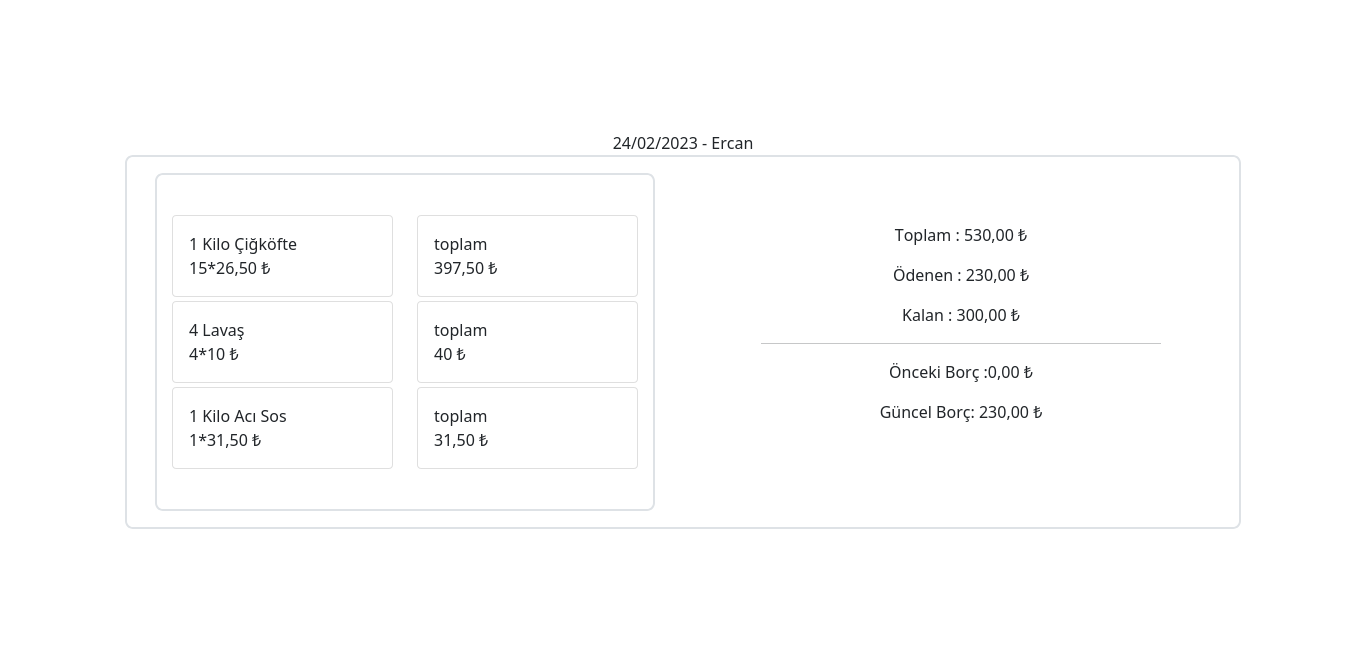 24/02/2023 - Ercan
1 Kilo Çiğköfte
15*26,50 ₺
toplam
397,50 ₺
4 Lavaş
4*10 ₺
toplam
40 ₺
1 Kilo Acı Sos
1*31,50 ₺
toplam
31,50 ₺
Toplam : 530,00 ₺
Ödenen : 230,00 ₺
Kalan : 300,00 ₺
Önceki Borç :0,00 ₺
Güncel Borç: 230,00 ₺